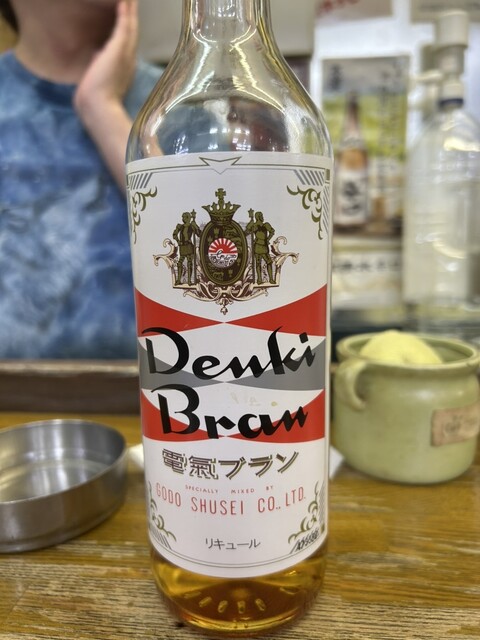 Denki
Bran
電氣ブラン
SPECIALLY MIXED BY
GODO SHUSEI CO., LTD.
リキュール